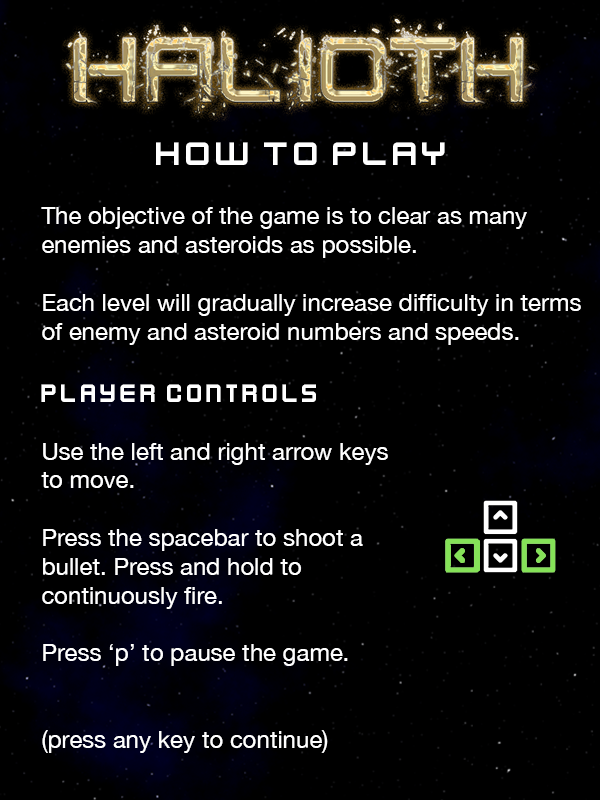 HALIOTH
HOW TO PLAY
The objective of the game is to clear as many
enemies and asteroids as possible.
Each level will gradually increase difficulty in terms
of enemy and asteroid numbers and speeds.
PLAYER CONTROLS
Use the left and right arrow keys
to move.
Press the spacebar to shoot a
bullet. Press and hold to
continuously fire.
Press ‘p’ to pause the game.
(press any key to continue)